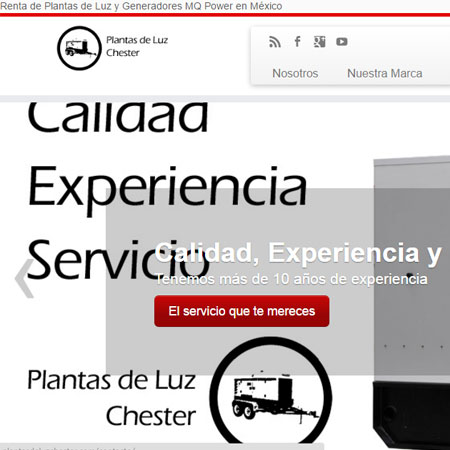 Renta de Plantas de Luz y Generadores MQ Power en México
Plantas de Luz
Chester
Nosotros
Nuestra Marca
Calidad
Experiencia
Servicio
Calidad, Experiencia y
Tenemos más de 10 años de experiencia
El servicio que te mereces
Plantas de Luz
Chester